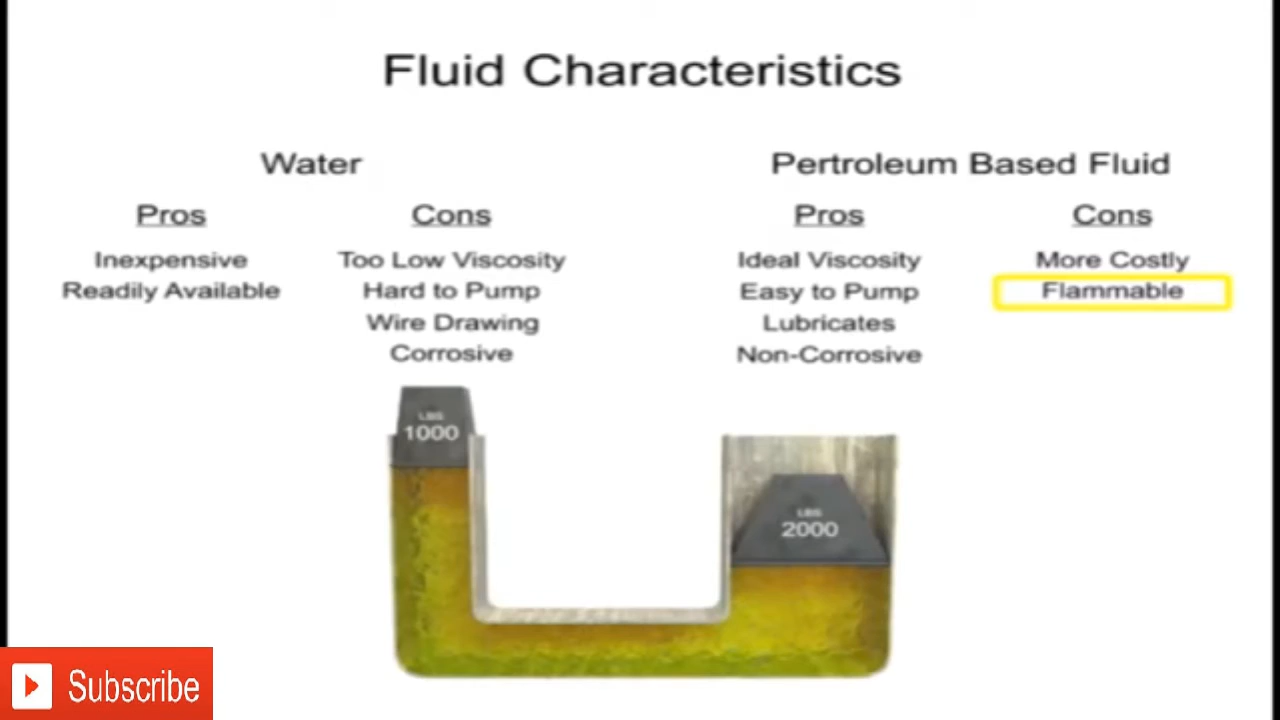 Fluid Characteristics
Water
Pertroleum Based Fluid
Pros
Cons
Pros
Cons
Inexpensive
Too Low Viscosity
Ideal Viscosity
More Costly
Readily Available
Hard to Pump
Easy to Pump
Flammable
Wire Drawing
Lubricates
Corrosive
Non-Corrosive
LBS
1000
LBS
2000
Subscribe